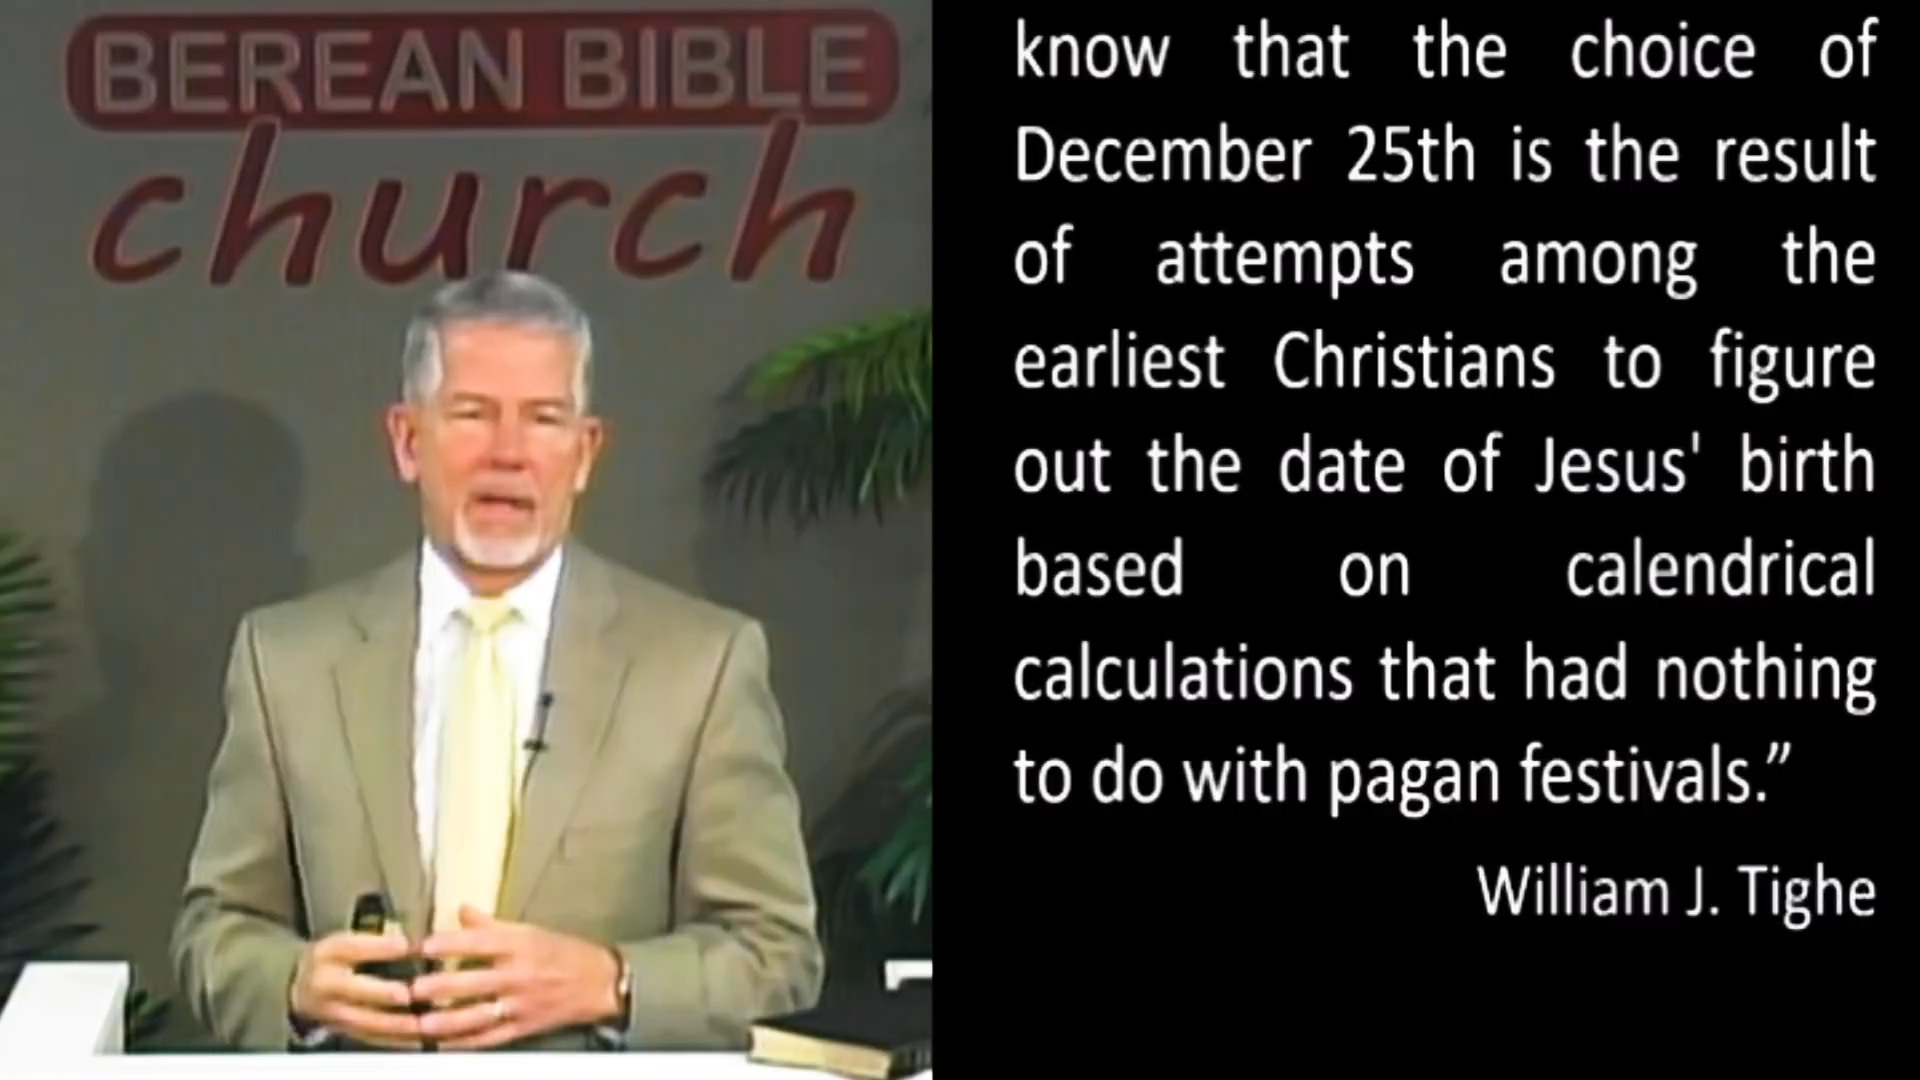 BEREAN BIBLE
church
know that the choice of
December 25th is the result
of attempts among the
earliest Christians to figure
out the date of Jesus' birth
based on calendrical
calculations that had nothing
to do with pagan festivals.”
William J. Tighe